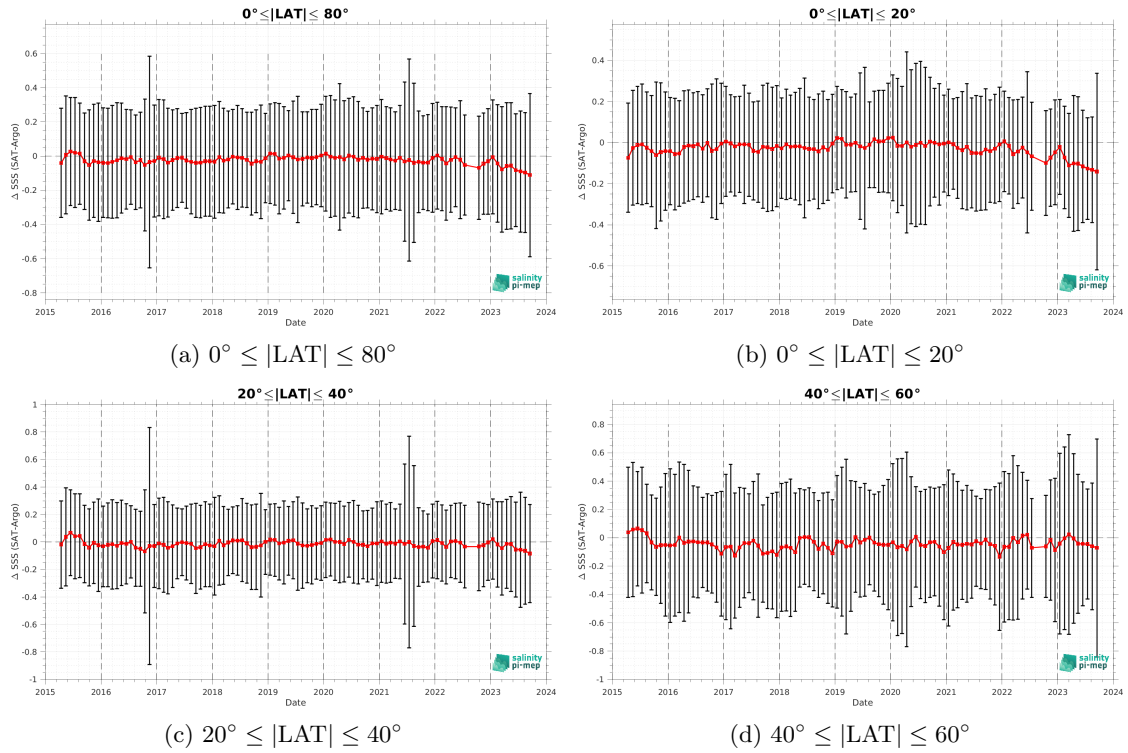 0°≤|LAT|≤ 80°
0.6
0.4
0.2
0
-0.2
-0.4
-0.6
-0.8
Δ SSS (SAT-Argo)
salinity
pi-mep
2015 2016 2017 2018 2019 2020 2021 2022 2023 2024
Date
(a) 0° ≤ |LAT| ≤ 80°
0°≤|LAT|≤ 20°
0.4
0.2
0
-0.2
-0.4
-0.6
Δ SSS (SAT-Argo)
salinity
pi-mep
2015 2016 2017 2018 2019 2020 2021 2022 2023 2024
Date
(b) 0° ≤ |LAT| ≤ 20°
20°≤|LAT|≤ 40°
1
0.8
0.6
0.4
0.2
0
-0.2
-0.4
-0.6
-0.8
-1
Δ SSS (SAT-Argo)
salinity
pi-mep
2015 2016 2017 2018 2019 2020 2021 2022 2023 2024
Date
(c) 20° ≤ |LAT| ≤ 40°
40°≤|LAT|≤ 60°
0.8
0.6
0.4
0.2
0
-0.2
-0.4
-0.6
-0.8
-1
Δ SSS (SAT-Argo)
salinity
pi-mep
2015 2016 2017 2018 2019 2020 2021 2022 2023 2024
Date
(d) 40° ≤ |LAT| ≤ 60°